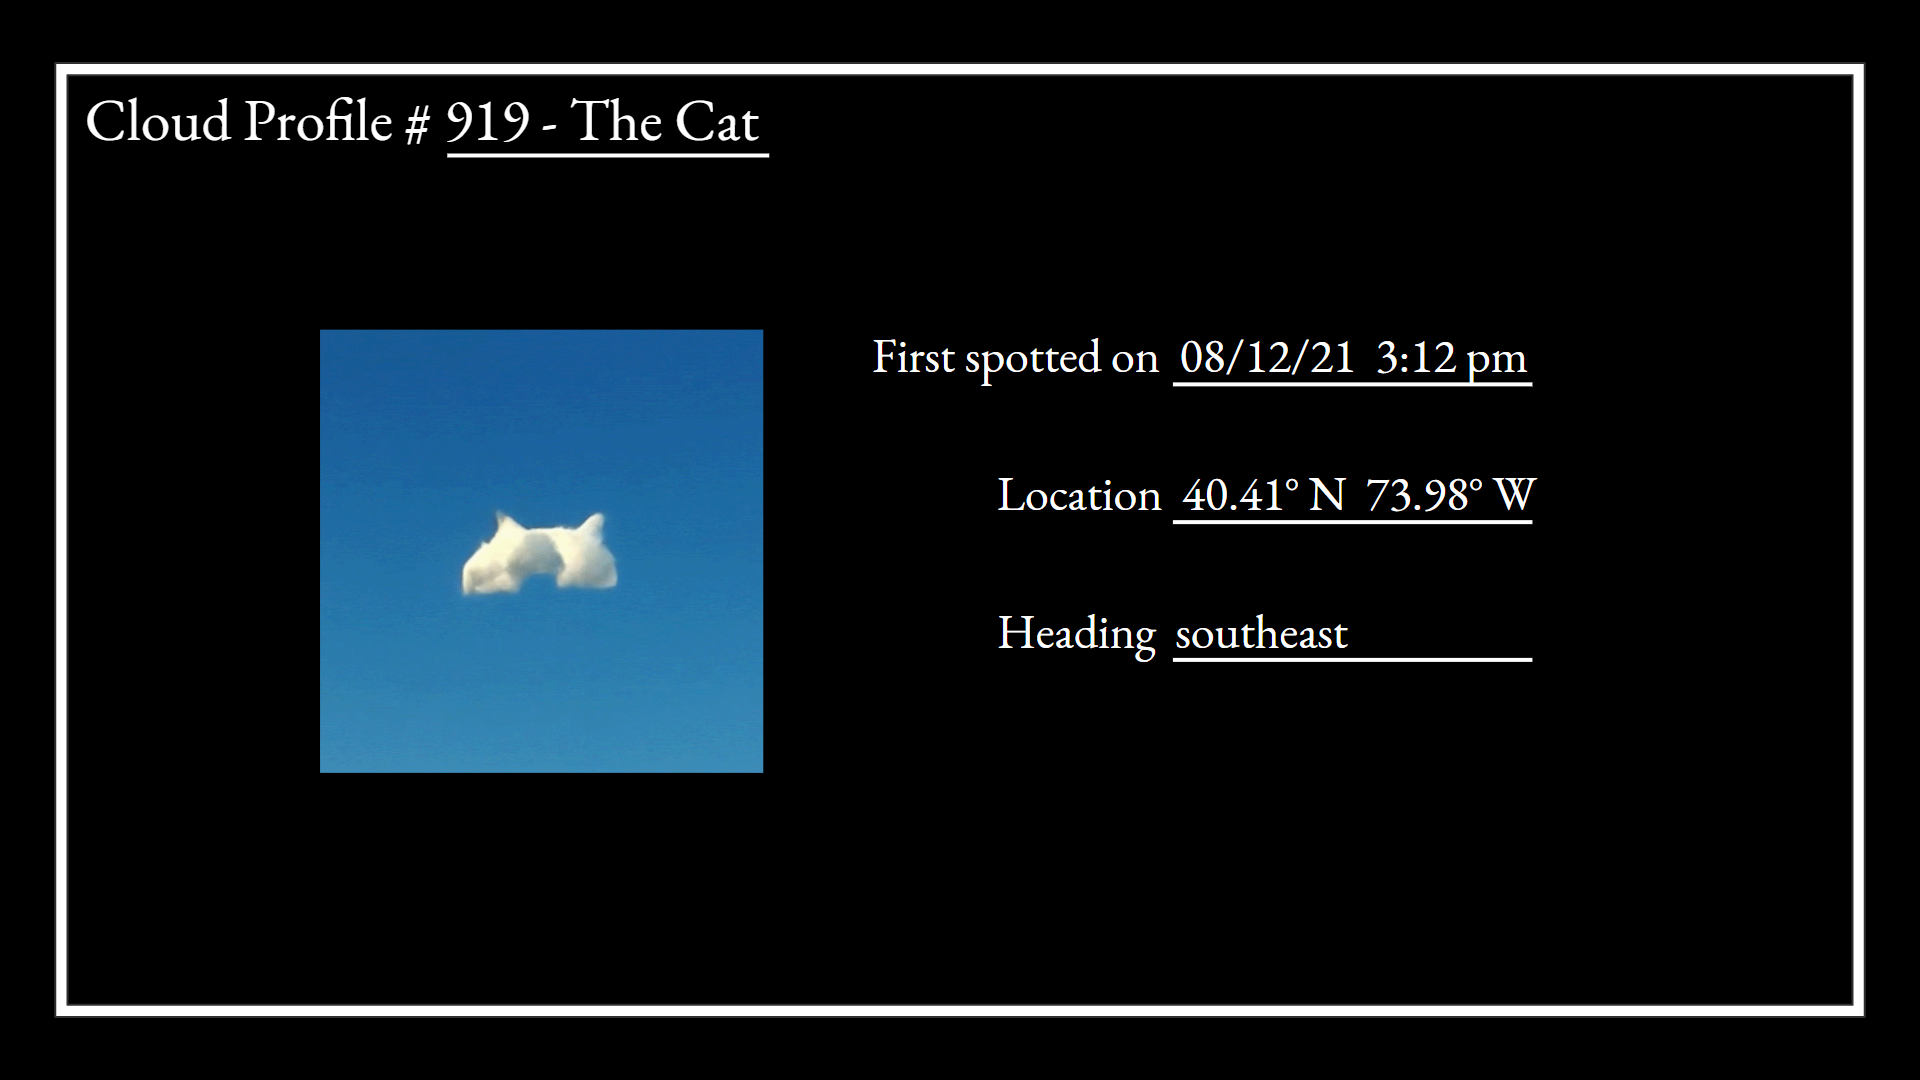 Cloud Profile # 919 - The Cat
First spotted on 08/12/21 3:12 pm
Location 40.41° N 73.98° W
Heading southeast